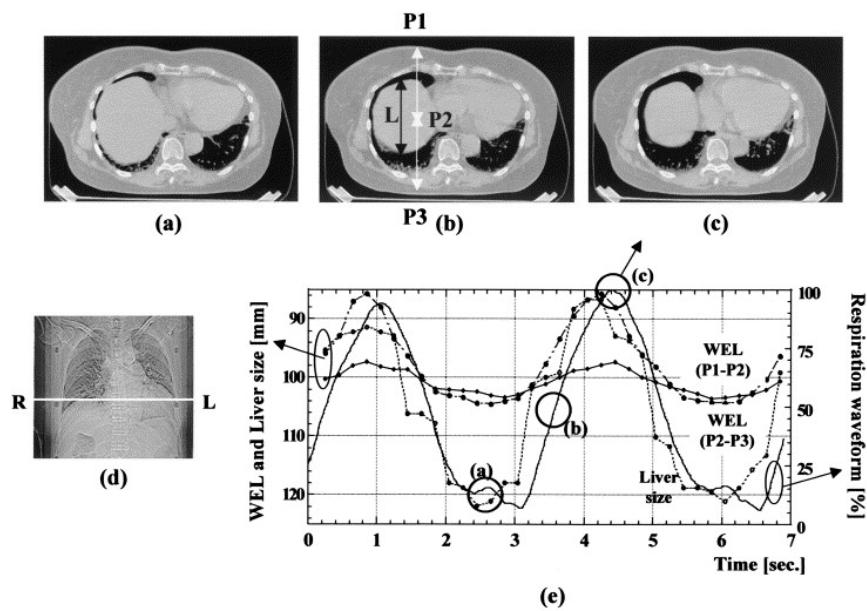 P1
L
P2
P3
(a)
(b)
(c)
R
L
(d)
WEL and Liver size [mm]
90
100
110
120
(c)
WEL
(P1-P2)
WEL
(P2-P3)
(b)
(a)
Liver
size
100
75
50
25
0
Respiration waveform [%]
0
1
2
3
4
5
6
7
Time [sec.]
(e)